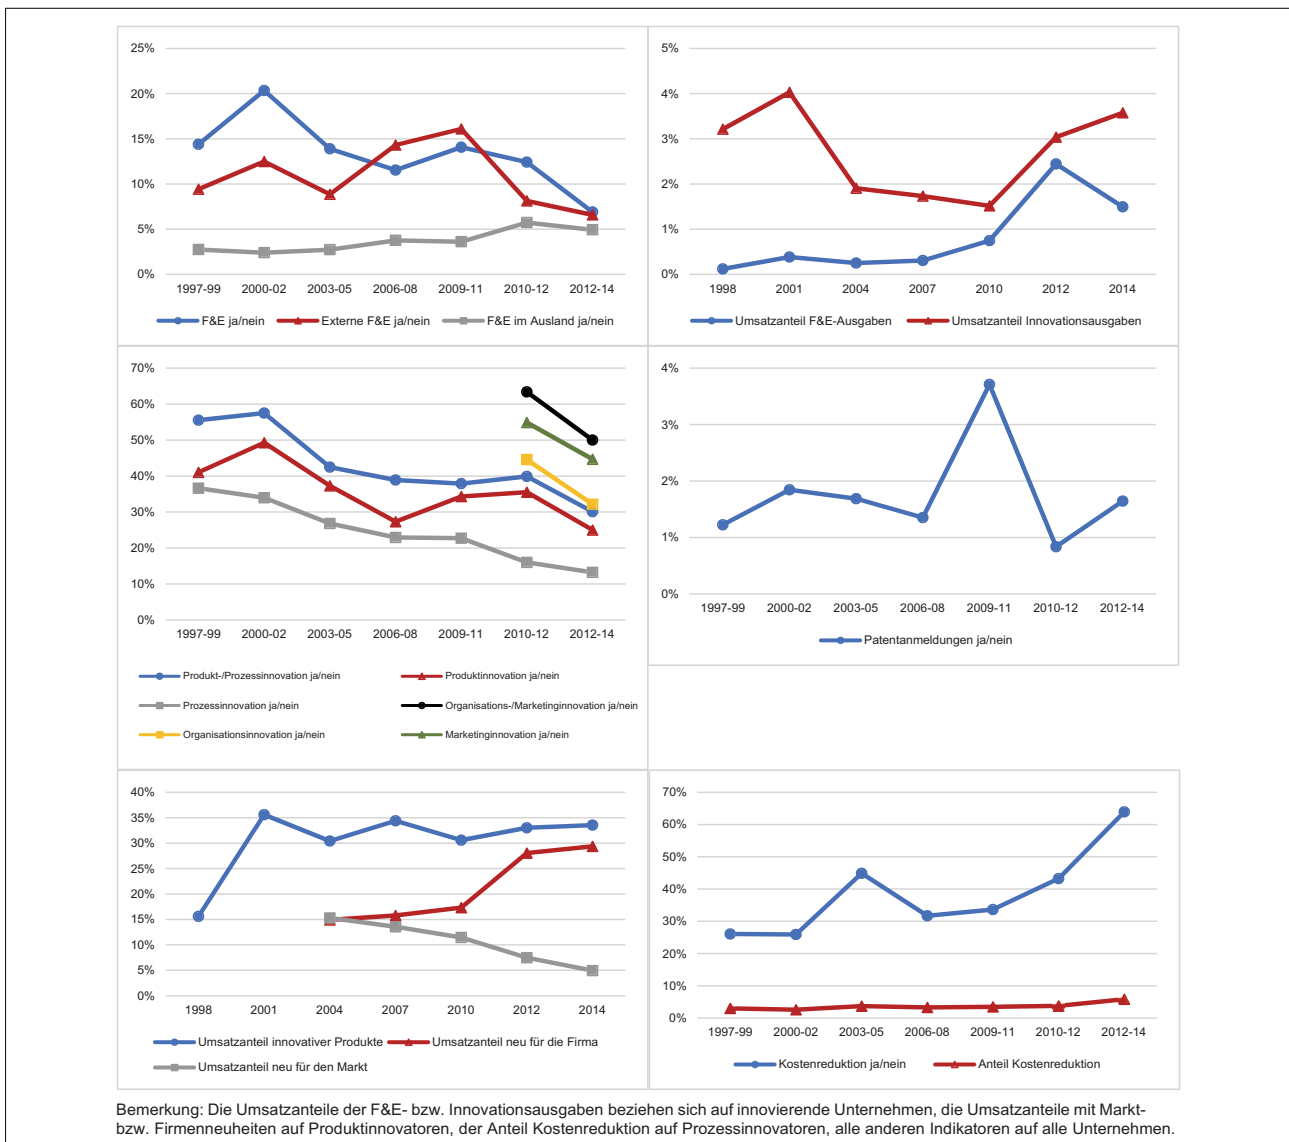 25%
20%
15%
10%
5%
0%
1997-99 2000-02 2003-05 2006-08 2009-11 2010-12 2012-14
F&E ja/nein Externe F&E ja/nein F&E im Ausland ja/nein
5%
4%
3%
2%
1%
0%
1998 2001 2004 2007 2010 2012 2014
Umsatzanteil F&E-Ausgaben Umsatzanteil Innovationsausgaben
70%
60%
50%
40%
30%
20%
10%
0%
1997-99 2000-02 2003-05 2006-08 2009-11 2010-12 2012-14
Produkt-/Prozessinnovation ja/nein Produktinnovation ja/nein
Prozessinnovation ja/nein Organisations-/Marketinginnovation ja/nein
Organisationsinnovation ja/nein Marketinginnovation ja/nein
4%
3%
2%
1%
0%
1997-99 2000-02 2003-05 2006-08 2009-11 2010-12 2012-14
Patentanmeldungen ja/nein
40%
35%
30%
25%
20%
15%
10%
5%
0%
1998 2001 2004 2007 2010 2012 2014
Umsatzanteil innovativer Produkte Umsatzanteil neu für die Firma
Umsatzanteil neu für den Markt
70%
60%
50%
40%
30%
20%
10%
0%
1997-99 2000-02 2003-05 2006-08 2009-11 2010-12 2012-14
Kostenreduktion ja/nein Anteil Kostenreduktion
Bemerkung: Die Umsatzanteile der F&E- bzw. Innovationsausgaben beziehen sich auf innovierende Unternehmen, die Umsatzanteile mit Markt-
bzw. Firmenneuheiten auf Produktinnovatoren, der Anteil Kostenreduktion auf Prozessinnovatoren, alle anderen Indikatoren auf alle Unternehmen.